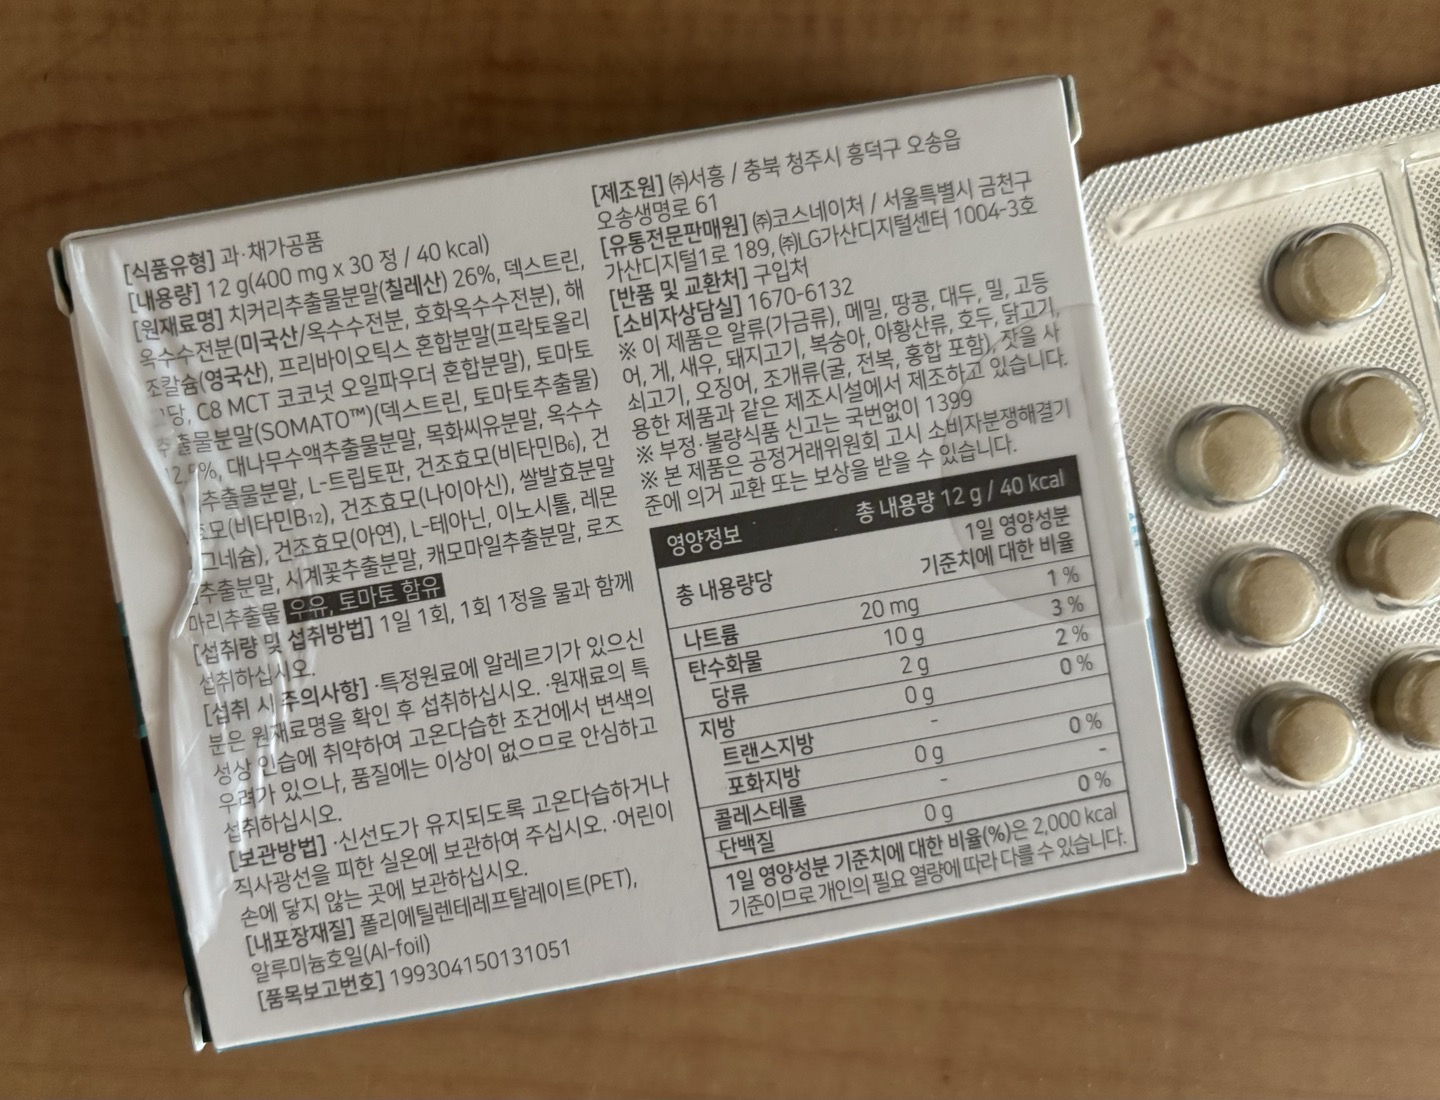 [식품유형] 과·채가공품
[내용량] 12 g(400 mg x 30 정 / 40 kcal)
[원재료명] 치커리추출물분말(칠레산) 26%, 덱스트린,
옥수수전분(미국산/옥수수전분, 호화옥수수전분), 해
조칼슘(영국산), 프리바이오틱스 혼합분말(프락토올리
당, C8 MCT 코코넛 오일파우더 혼합분말), 토마토
추출물분말(SOMATO™)(덱스트린, 토마토추출물)
%, 대나무수액추출물분말, 목화씨유분말, 옥수수
추출물분말, L-트립토판, 건조효모(비타민B₆), 건
효모(비타민B₁₂), 건조효모(나이아신), 쌀발효분말
그네슘), 건조효모(아연), L-테아닌, 이노시톨, 레몬
추출분말, 시계꽃추출분말, 캐모마일추출분말, 로즈
마리추출물 우유, 토마토 함유
[섭취량 및 섭취방법] 1일 1회, 1회 1정을 물과 함께
섭취하십시오.
[섭취 시 주의사항] ·특정원료에 알레르기가 있으신
분은 원재료명을 확인 후 섭취하십시오. ·원재료의 특
성상 인습에 취약하여 고온다습한 조건에서 변색의
우려가 있으나, 품질에는 이상이 없으므로 안심하고
섭취하십시오.
[보관방법] ·신선도가 유지되도록 고온다습하거나
직사광선을 피한 실온에 보관하여 주십시오. ·어린이
손에 닿지 않는 곳에 보관하십시오.
[내포장재질] 폴리에틸렌테레프탈레이트(PET),
알루미늄호일(Al-foil)
[품목보고번호] 199304150131051
[제조원] ㈜서흥 / 충북 청주시 흥덕구 오송읍
오송생명로 61
[유통전문판매원] ㈜코스네이처 / 서울특별시 금천구
가산디지털1로 189, ㈜LG가산디지털센터 1004-3호
[반품 및 교환처] 구입처
[소비자상담실] 1670-6132
※ 이 제품은 알류(가금류), 메밀, 땅콩, 대두, 밀, 고등
어, 게, 새우, 돼지고기, 복숭아, 아황산류, 호두, 닭고기,
쇠고기, 오징어, 조개류(굴, 전복, 홍합 포함), 잣을 사
용한 제품과 같은 제조시설에서 제조하고 있습니다.
※ 부정·불량식품 신고는 국번없이 1399
※ 본 제품은 공정거래위원회 고시 소비자분쟁해결기
준에 의거 교환 또는 보상을 받을 수 있습니다.
영양정보 총 내용량 12 g / 40 kcal
총 내용량당 1일 영양성분
기준치에 대한 비율
나트륨 20 mg 1 %
탄수화물 10 g 3 %
당류 2 g 2 %
지방 0 g 0 %
트랜스지방 -
포화지방 0 g 0 %
콜레스테롤 - -
단백질 0 g 0 %
1일 영양성분 기준치에 대한 비율(%)은 2,000 kcal
기준이므로 개인의 필요 열량에 따라 다를 수 있습니다.